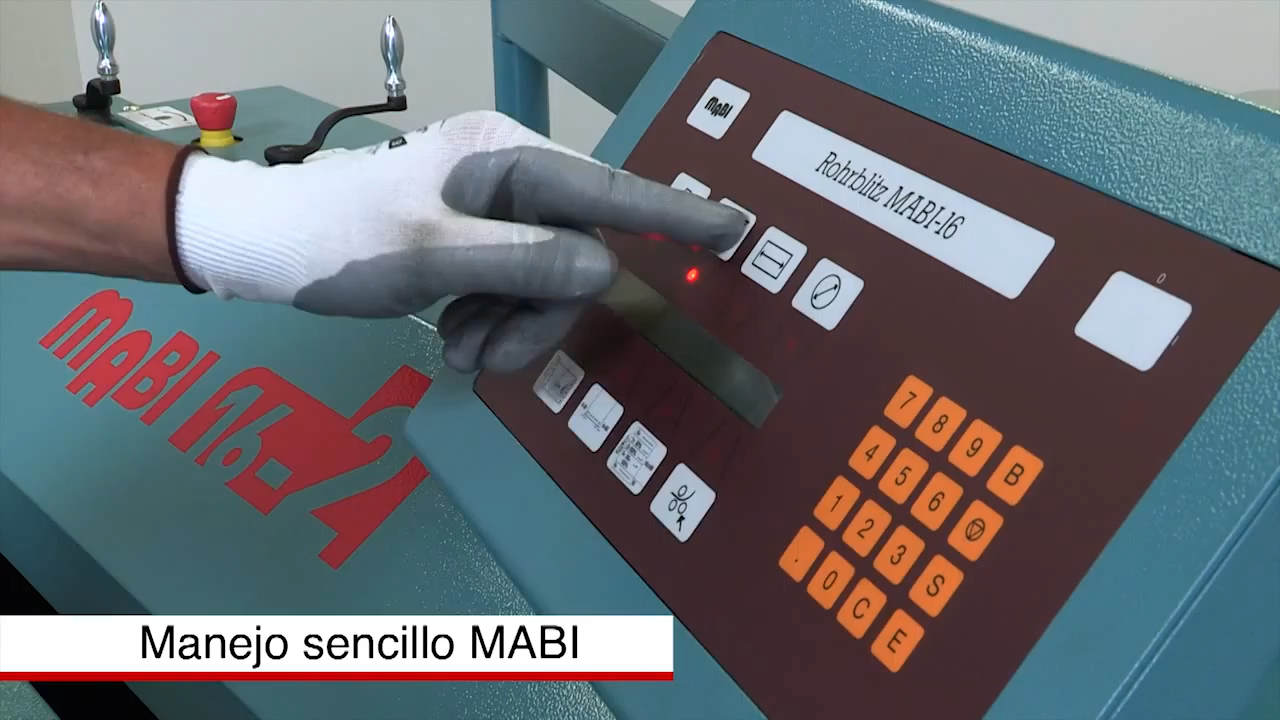 MABI
Rohrblitz MABI-16
0
MABI 16 2
7 8 9 B
4 5 6
1 2 3 S
. 0 C E
Manejo sencillo MABI